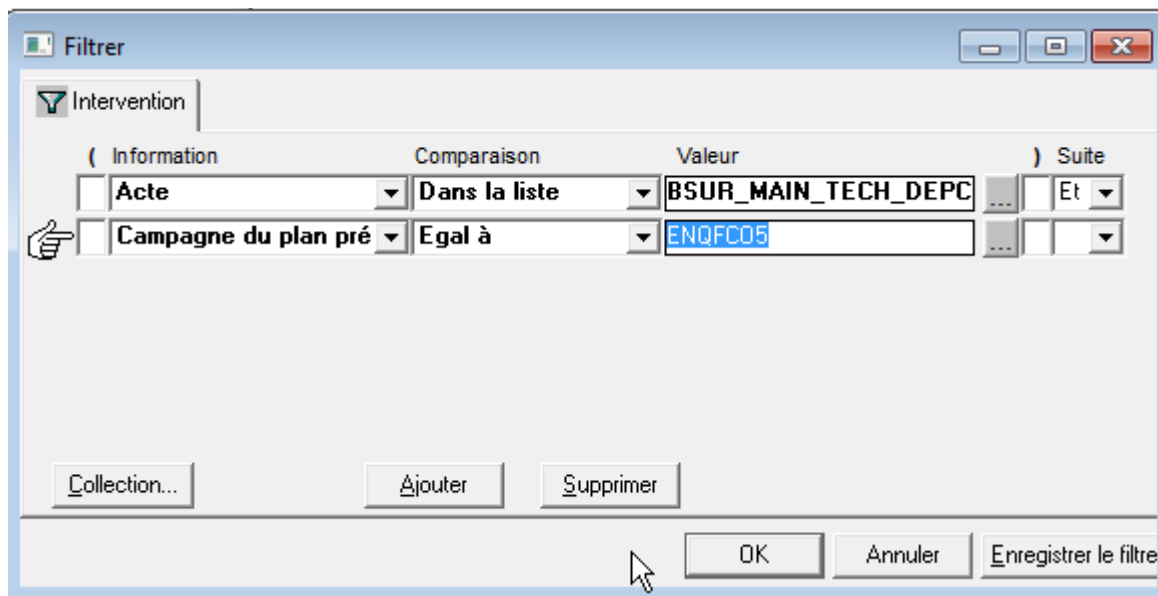 Filtrer
Intervention
( Information Comparaison Valeur ) Suite
Acte Dans la liste BSUR_MAIN_TECH_DEPC ... Et
Campagne du plan pré Egal à ENQFC05 ...
Collection... Ajouter Supprimer
OK Annuler Enregistrer le filtre